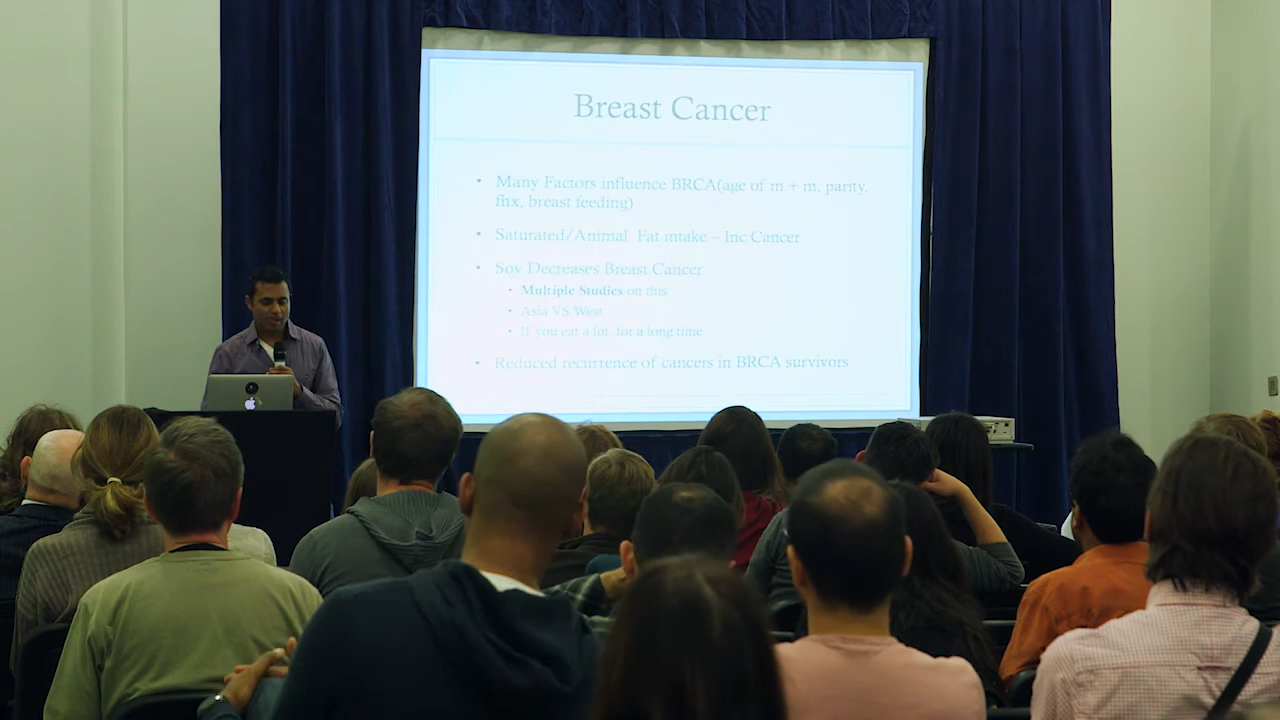 Breast Cancer
• Many Factors influence BRCA(age of m + m, parity,
fhx, breast feeding)
• Saturated/Animal Fat intake – Inc Cancer
• Soy Decreases Breast Cancer
• Multiple Studies on this
• Asia VS West
• If you eat a lot, for a long time
• Reduced recurrence of cancers in BRCA survivors